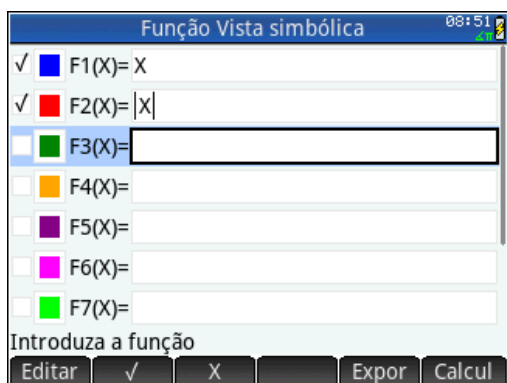 Função Vista simbólica 08:51
∡π
√ F1(X)= X
√ F2(X)= |X|
F3(X)=
F4(X)=
F5(X)=
F6(X)=
F7(X)=
Introduza a função
Editar √ X Expor Calcul